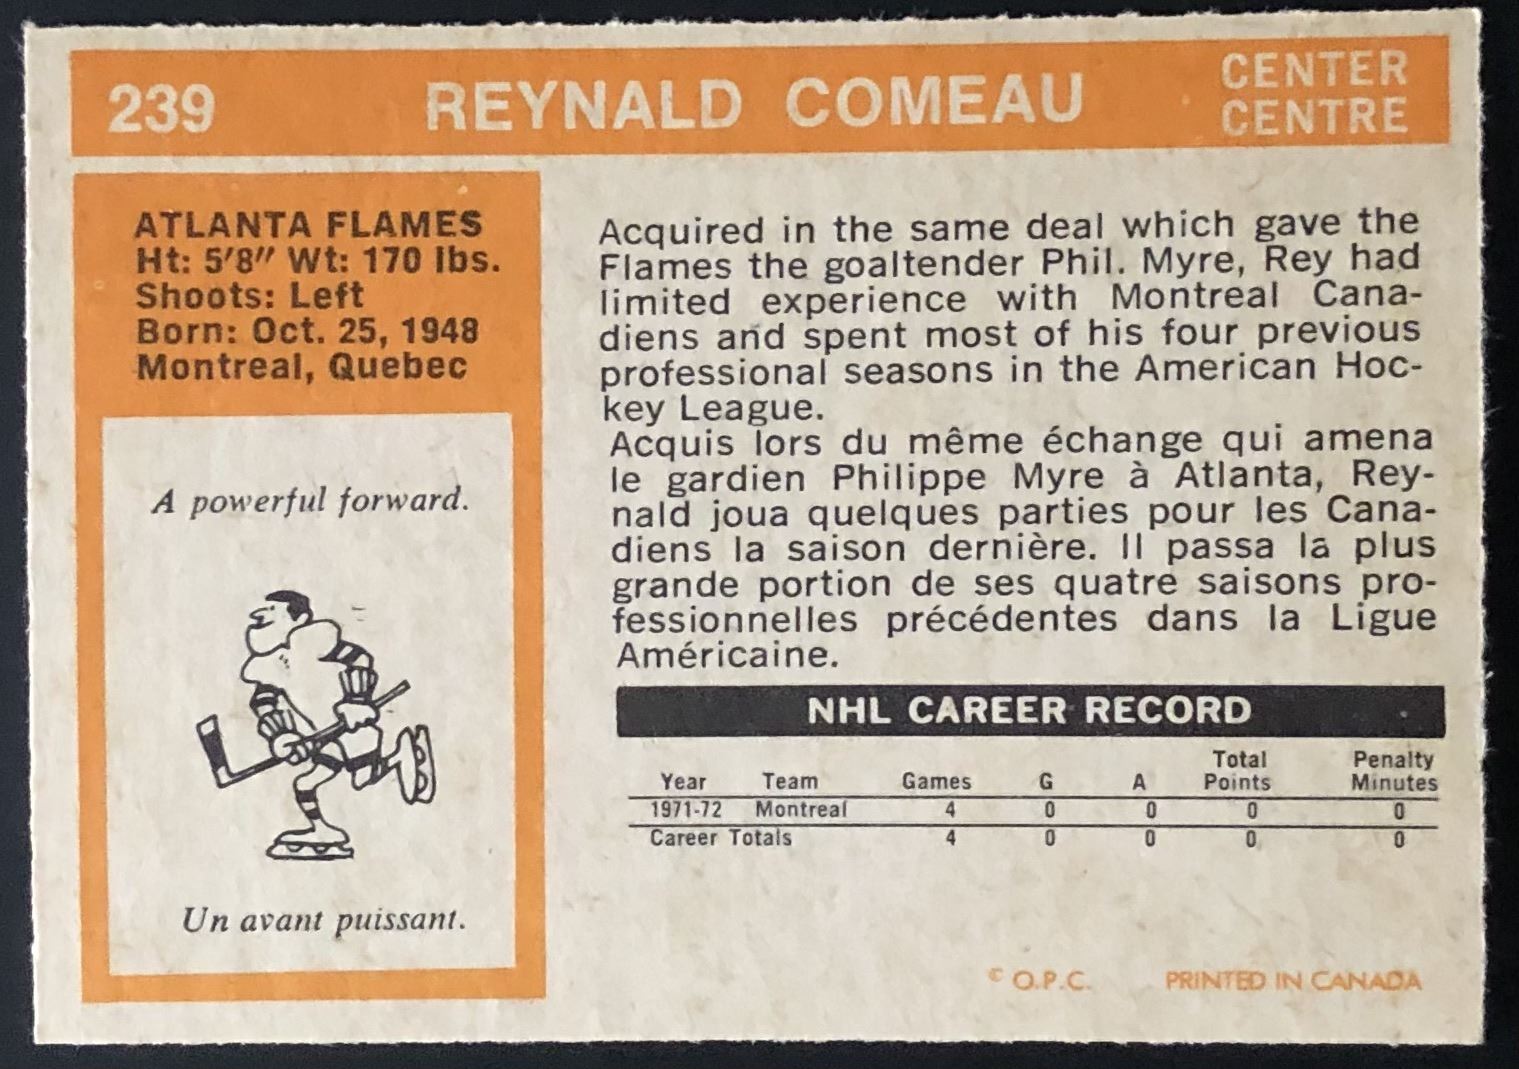 239 REYNALD COMEAU CENTER
CENTRE
ATLANTA FLAMES
Ht: 5'8" Wt: 170 lbs.
Shoots: Left
Born: Oct. 25, 1948
Montreal, Quebec
A powerful forward.
Un avant puissant.
Acquired in the same deal which gave the
Flames the goaltender Phil. Myre, Rey had
limited experience with Montreal Cana-
diens and spent most of his four previous
professional seasons in the American Hoc-
key League.
Acquis lors du même échange qui amena
le gardien Philippe Myre à Atlanta, Rey-
nald joua quelques parties pour les Cana-
diens la saison dernière. Il passa la plus
grande portion de ses quatre saisons pro-
fessionnelles précédentes dans la Ligue
Américaine.
NHL CAREER RECORD
Year Team Games G A Total Points Penalty Minutes
1971-72 Montreal 4 0 0 0 0
Career Totals 4 0 0 0 0
© O.P.C. PRINTED IN CANADA